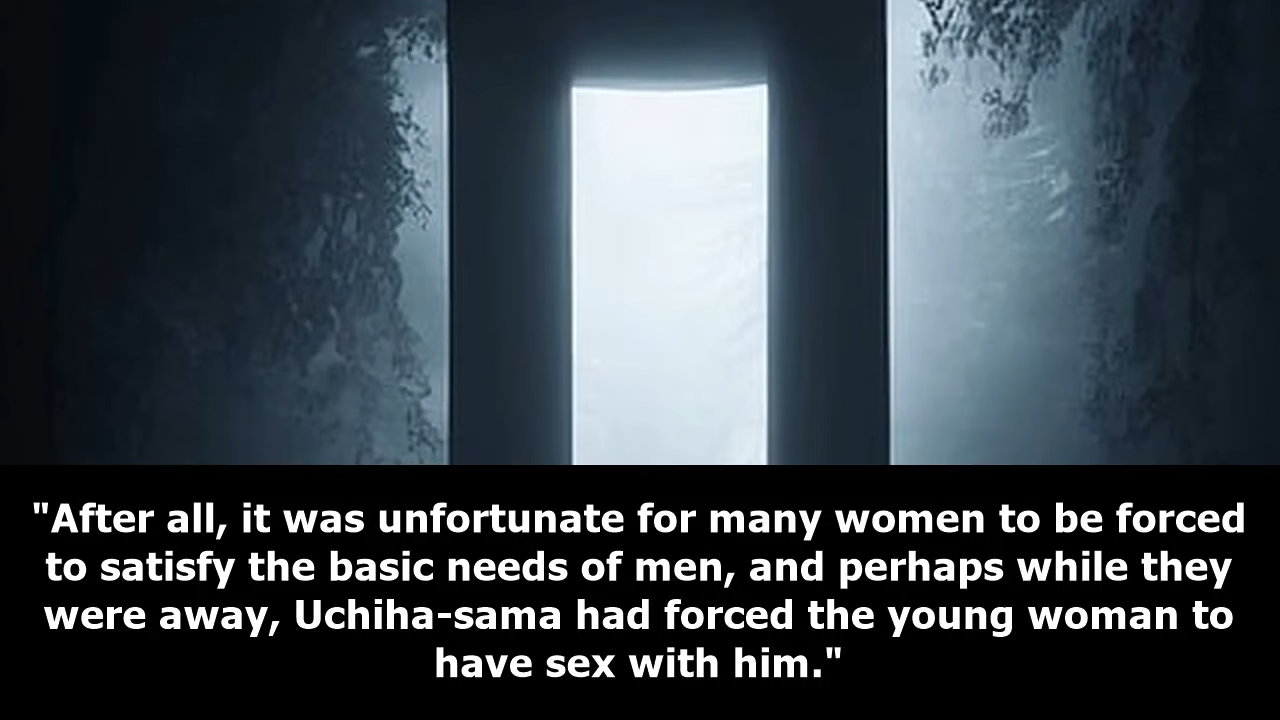 "After all, it was unfortunate for many women to be forced
to satisfy the basic needs of men, and perhaps while they
were away, Uchiha-sama had forced the young woman to
have sex with him."